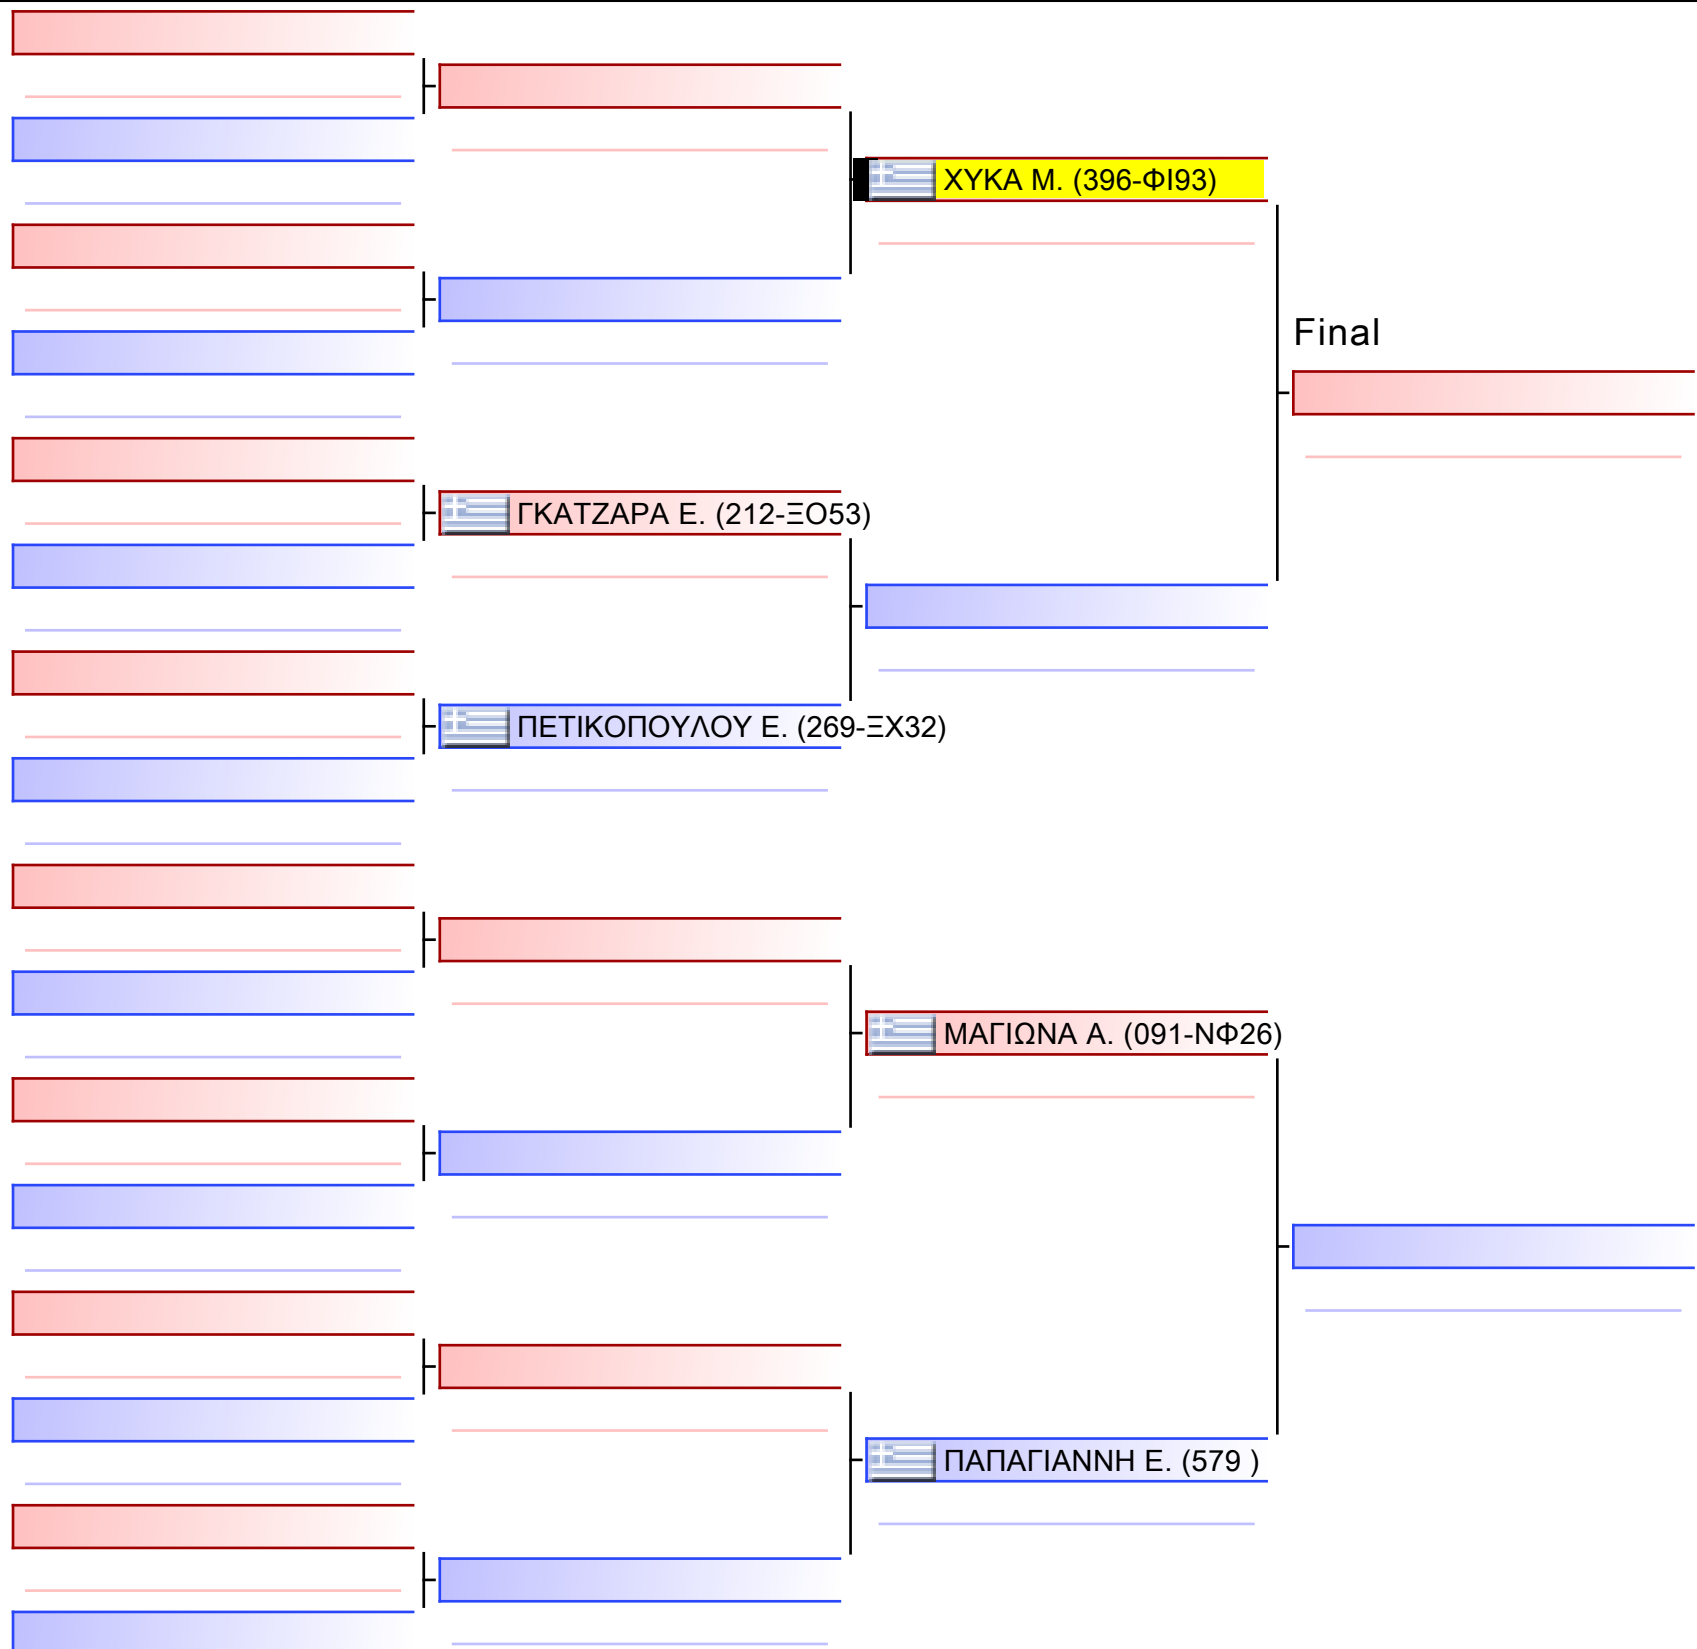 ΧΥΚΑ Μ. (396-ΦΙ93)
Final
ΓΚΑΤΖΑΡΑ Ε. (212-ΞΟ53)
ΠΕΤΙΚΟΠΟΥΛΟΥ Ε. (269-ΞΧ32)
ΜΑΓΙΩΝΑ Α. (091-ΝΦ26)
ΠΑΠΑΓΙΑΝΝΗ Ε. (579 )